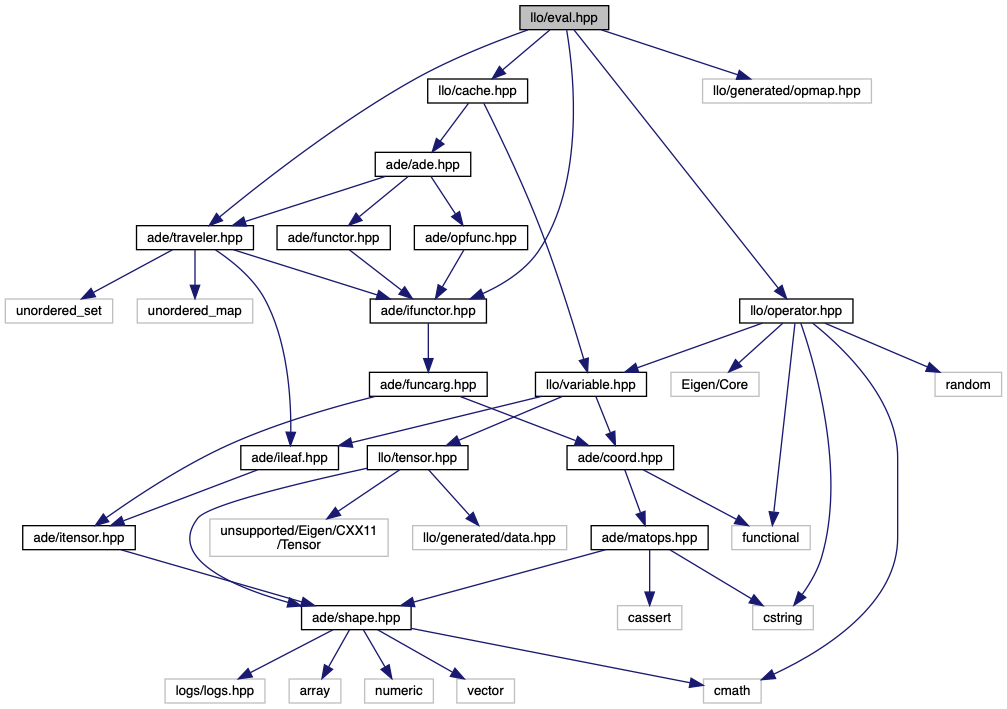 llo/eval.hpp
llo/cache.hpp
llo/generated/opmap.hpp
ade/ade.hpp
ade/traveler.hpp
ade/functor.hpp
ade/opfunc.hpp
unordered_set
unordered_map
ade/ifunctor.hpp
llo/operator.hpp
ade/funcarg.hpp
llo/variable.hpp
Eigen/Core
random
ade/ileaf.hpp
llo/tensor.hpp
ade/coord.hpp
ade/itensor.hpp
unsupported/Eigen/CXX11
/Tensor
llo/generated/data.hpp
ade/matops.hpp
functional
ade/shape.hpp
cassert
cstring
logs/logs.hpp
array
numeric
vector
cmath